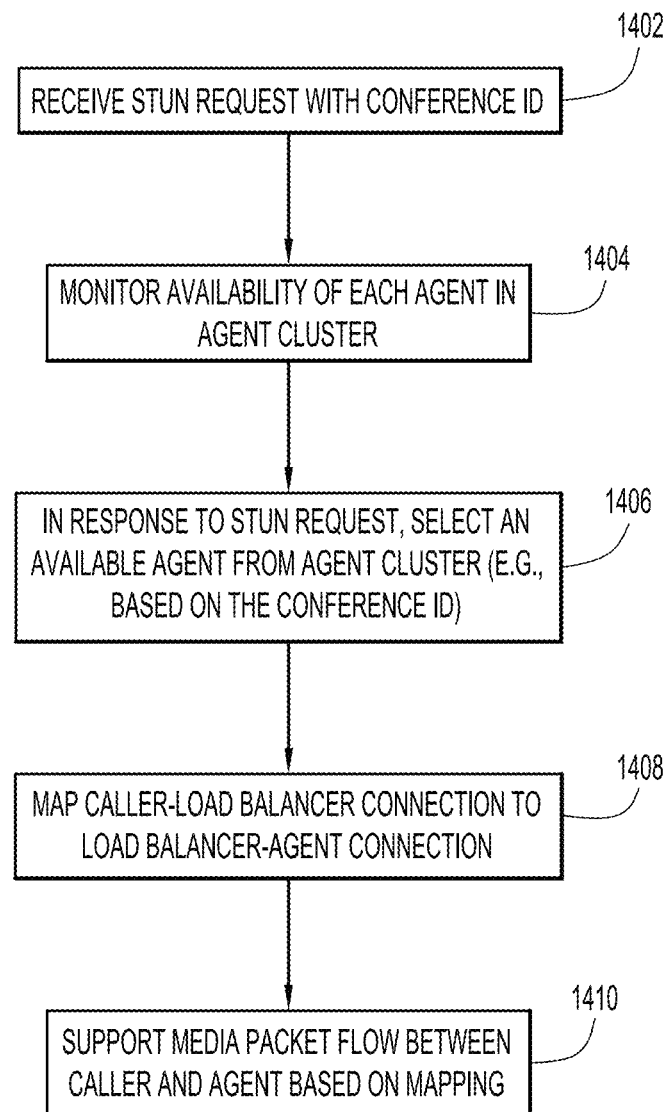 1402
RECEIVE STUN REQUEST WITH CONFERENCE ID
1404
MONITOR AVAILABILITY OF EACH AGENT IN
AGENT CLUSTER
1406
IN RESPONSE TO STUN REQUEST, SELECT AN
AVAILABLE AGENT FROM AGENT CLUSTER (E.G.,
BASED ON THE CONFERENCE ID)
1408
MAP CALLER-LOAD BALANCER CONNECTION TO
LOAD BALANCER-AGENT CONNECTION
1410
SUPPORT MEDIA PACKET FLOW BETWEEN
CALLER AND AGENT BASED ON MAPPING